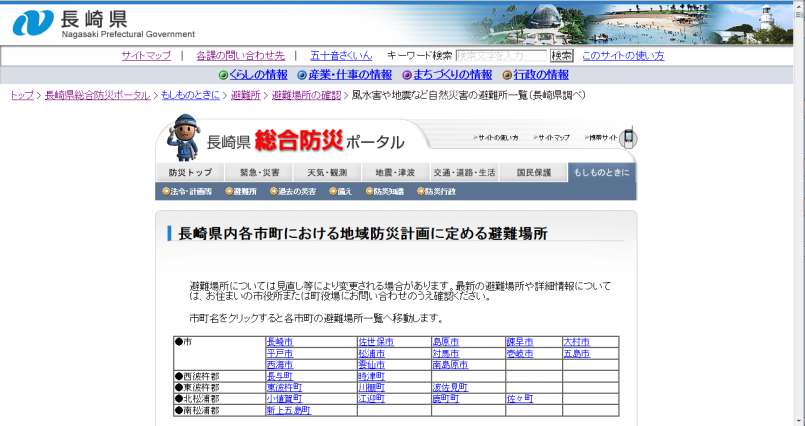 長崎県
Nagasaki Prefectural Government
サイトマップ | 各課の問い合わせ先 | 五十音さくいん キーワード検索 検索文字を入力 検索 このサイトの使い方
くらしの情報 産業・仕事の情報 まちづくりの情報 行政の情報
トップ > 長崎県総合防災ポータル > もしものときに > 避難所 > 避難場所の確認 > 風水害や地震など自然災害の避難所一覧(長崎県調べ)
長崎県 総合防災 ポータル >サイトの使い方 >サイトマップ >携帯サイト
防災トップ 緊急・災害 天気・観測 地震・津波 交通・道路・生活 国民保護 もしものときに
法令・計画等 避難所 過去の災害 備え 防災知識 防災行政
長崎県内各市町における地域防災計画に定める避難場所
避難場所については見直し等により変更される場合があります。最新の避難場所や詳細情報について
は、お住まいの市役所または町役場にお問い合わせのうえ確認ください。
市町名をクリックすると各市町の避難場所一覧へ移動します。
●市 長崎市 佐世保市 島原市 諫早市 大村市
平戸市 松浦市 対馬市 壱岐市 五島市
西海市 雲仙市 南島原市
●西彼杵郡 長与町 時津町
●東彼杵郡 東彼杵町 川棚町 波佐見町
●北松浦郡 小値賀町 江迎町 鹿町町 佐々町
●南松浦郡 新上五島町